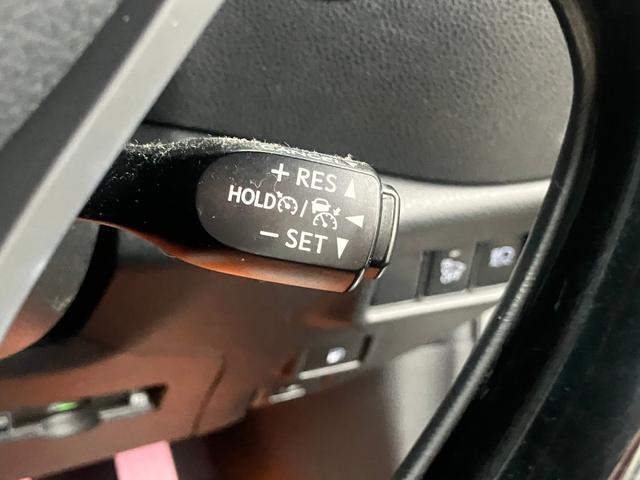 + RES ▲
HOLD / ◄
− SET ▼